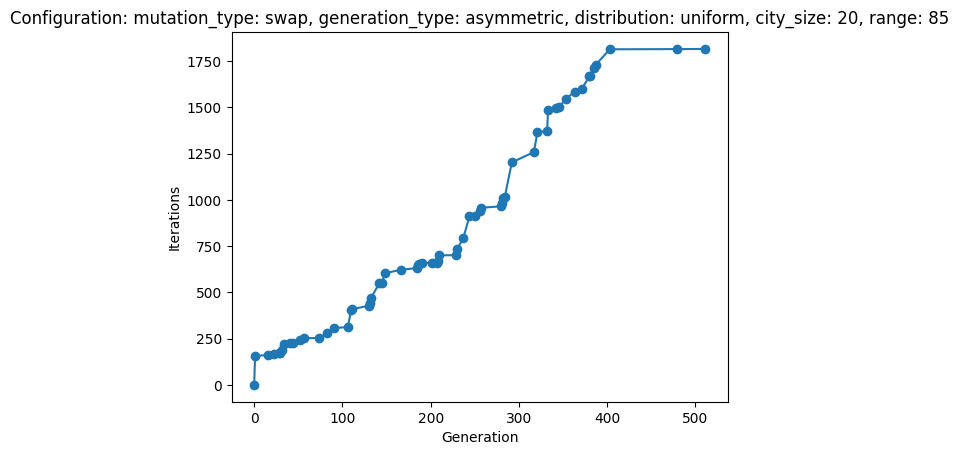 Configuration: mutation_type: swap, generation_type: asymmetric, distribution: uniform, city_size: 20, range: 85
1750
1500
1250
1000
750
500
250
0
Iterations
0 100 200 300 400 500
Generation